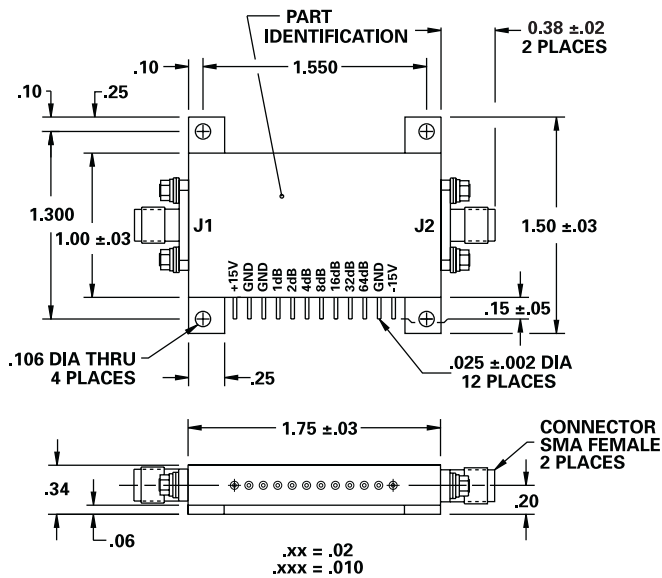 PART
IDENTIFICATION
0.38 ±.02
2 PLACES
.10
1.550
.10
.25
1.300
1.00 ±.03
J1
J2
1.50 ±.03
+15V
GND
GND
1dB
2dB
4dB
8dB
16dB
32dB
64dB
GND
-15V
.15 ±.05
.106 DIA THRU
4 PLACES
.25
.025 ±.002 DIA
12 PLACES
1.75 ±.03
CONNECTOR
SMA FEMALE
2 PLACES
.34
.06
.20
.xx = .02
.xxx = .010